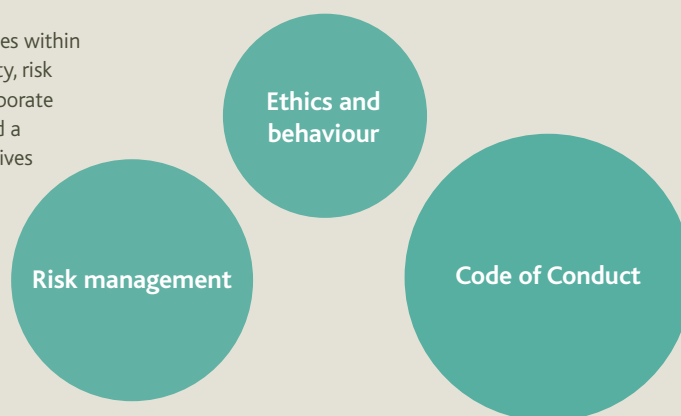 es within
ty, risk
porate
d a
ives
Ethics and
behaviour
Risk management
Code of Conduct